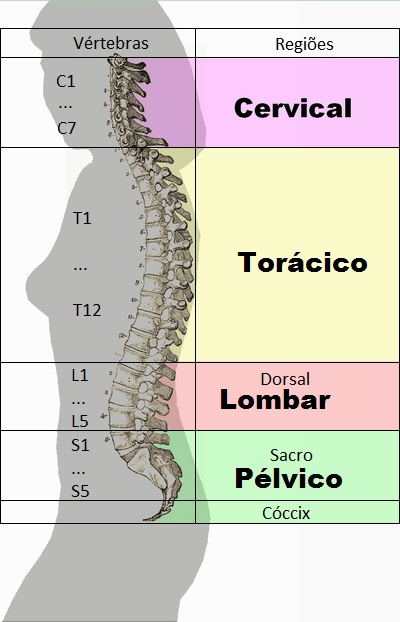 Vértebras Regiões
C1
...
C7
Cervical
T1
...
T12
Torácico
L1
...
L5
Dorsal
Lombar
S1
...
S5
Sacro
Pélvico
Cóccix